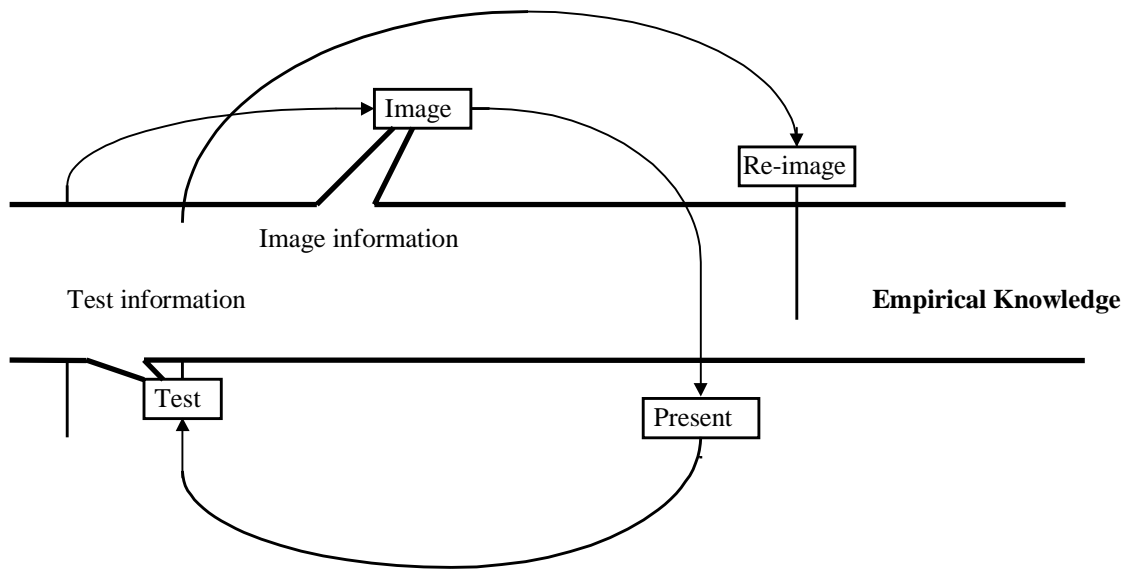 Image
Re-image
Image information
Test information
Empirical Knowledge
Test
Present